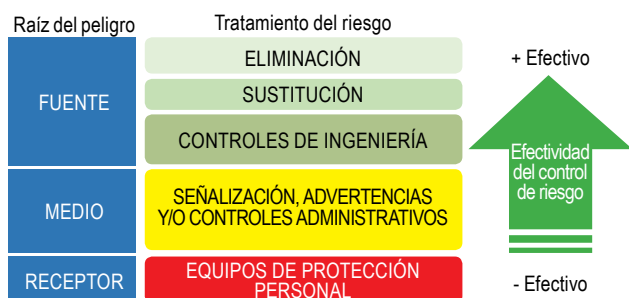 Raíz del peligro
Tratamiento del riesgo
ELIMINACIÓN
+ Efectivo
FUENTE
SUSTITUCIÓN
CONTROLES DE INGENIERÍA
Efectividad
del control
de riesgo
MEDIO
SEÑALIZACIÓN, ADVERTENCIAS
Y/O CONTROLES ADMINISTRATIVOS
RECEPTOR
EQUIPOS DE PROTECCIÓN
PERSONAL
- Efectivo